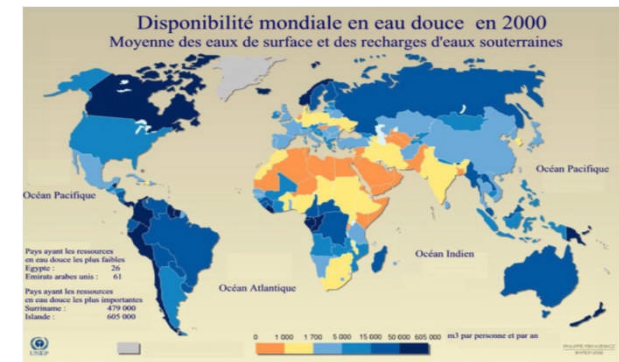 Disponibilité mondiale en eau douce en 2000
Moyenne des eaux de surface et des recharges d'eaux souterraines
Océan Pacifique
Océan Pacifique
Océan Indien
Océan Atlantique
Pays ayant les ressources
en eau douce les plus faibles
Egypte : 26
Emirats arabes unis : 61
Pays ayant les ressources
en eau douce les plus importantes
Surriname : 479 000
Islande : 605 000
0 1 000 1 700 5 000 15 000 50 000 605 000 m3 par personne et par an
UNEP